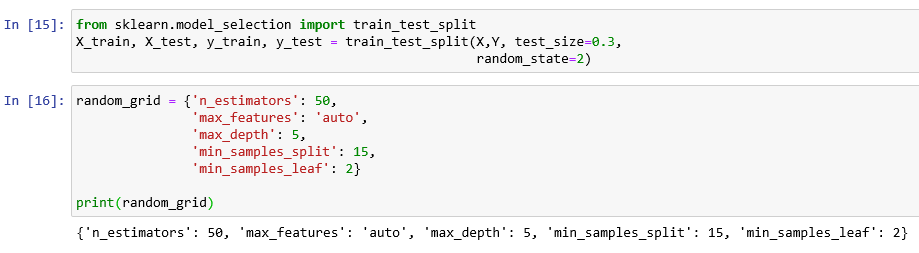 In [15]: from sklearn.model_selection import train_test_split
X_train, X_test, y_train, y_test = train_test_split(X,Y, test_size=0.3,
random_state=2)
In [16]: random_grid = {'n_estimators': 50,
'max_features': 'auto',
'max_depth': 5,
'min_samples_split': 15,
'min_samples_leaf': 2}
print(random_grid)
{'n_estimators': 50, 'max_features': 'auto', 'max_depth': 5, 'min_samples_split': 15, 'min_samples_leaf': 2}